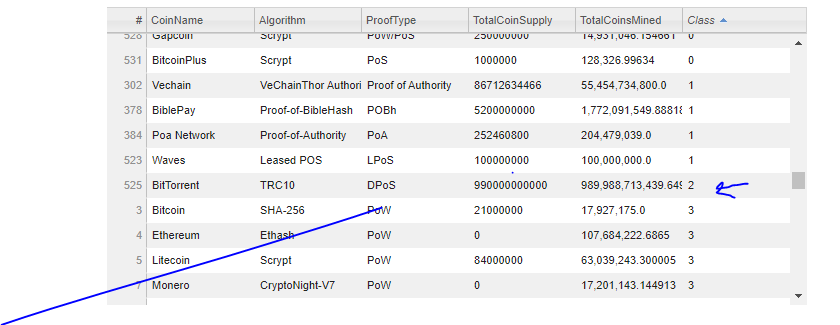 # CoinName Algorithm ProofType TotalCoinSupply TotalCoinsMined Class
528 Gapcoin Scrypt PoW/PoS 250000000 14,931,046.154661 0
531 BitcoinPlus Scrypt PoS 1000000 128,326.99634 0
302 Vechain VeChainThor Authori Proof of Authority 86712634466 55,454,734,800.0 1
378 BiblePay Proof-of-BibleHash POBh 5200000000 1,772,091,549.88818 1
384 Poa Network Proof-of-Authority PoA 252460800 204,479,039.0 1
523 Waves Leased POS LPoS 100000000 100,000,000.0 1
525 BitTorrent TRC10 DPoS 990000000000 989,988,713,439.649 2
3 Bitcoin SHA-256 PoW 21000000 17,927,175.0 3
4 Ethereum Ethash PoW 0 107,684,222.6865 3
5 Litecoin Scrypt PoW 84000000 63,039,243.300005 3
7 Monero CryptoNight-V7 PoW 0 17,201,143.144913 3